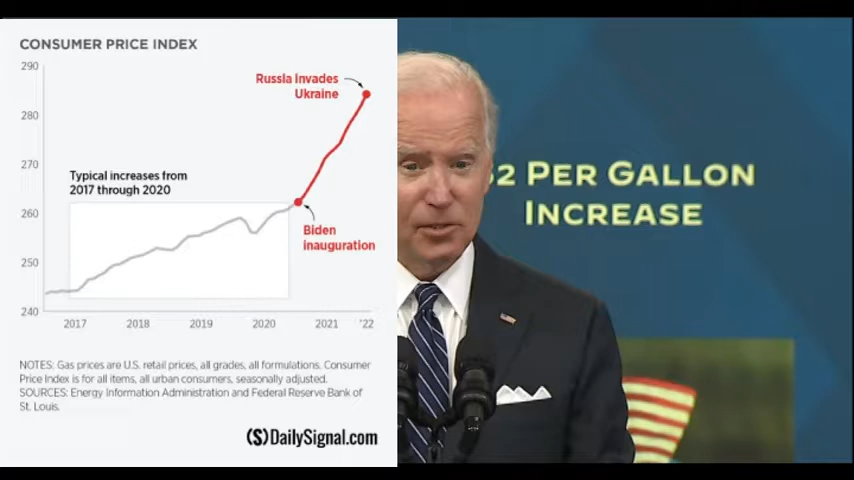 CONSUMER PRICE INDEX
290
280
270
260
250
240
Russia Invades
Ukraine
Typical increases from
2017 through 2020
Biden
inauguration
2017 2018 2019 2020 2021 '22
NOTES: Gas prices are U.S. retail prices, all grades, all formulations. Consumer
Price Index is for all items, all urban consumers, seasonally adjusted.
SOURCES: Energy Information Administration and Federal Reserve Bank of
St. Louis.
($) DailySignal.com
2 PER GALLON
INCREASE